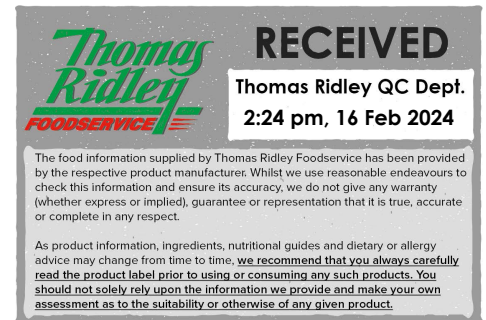 Thomas
Ridley
FOODSERVICE
RECEIVED
Thomas Ridley QC Dept.
2:24 pm, 16 Feb 2024
The food information supplied by Thomas Ridley Foodservice has been provided
by the respective product manufacturer. Whilst we use reasonable endeavours to
check this information and ensure its accuracy, we do not give any warranty
(whether express or implied), guarantee or representation that it is true, accurate
or complete in any respect.
As product information, ingredients, nutritional guides and dietary or allergy
advice may change from time to time, we recommend that you always carefully
read the product label prior to using or consuming any such products. You
should not solely rely upon the information we provide and make your own
assessment as to the suitability or otherwise of any given product.